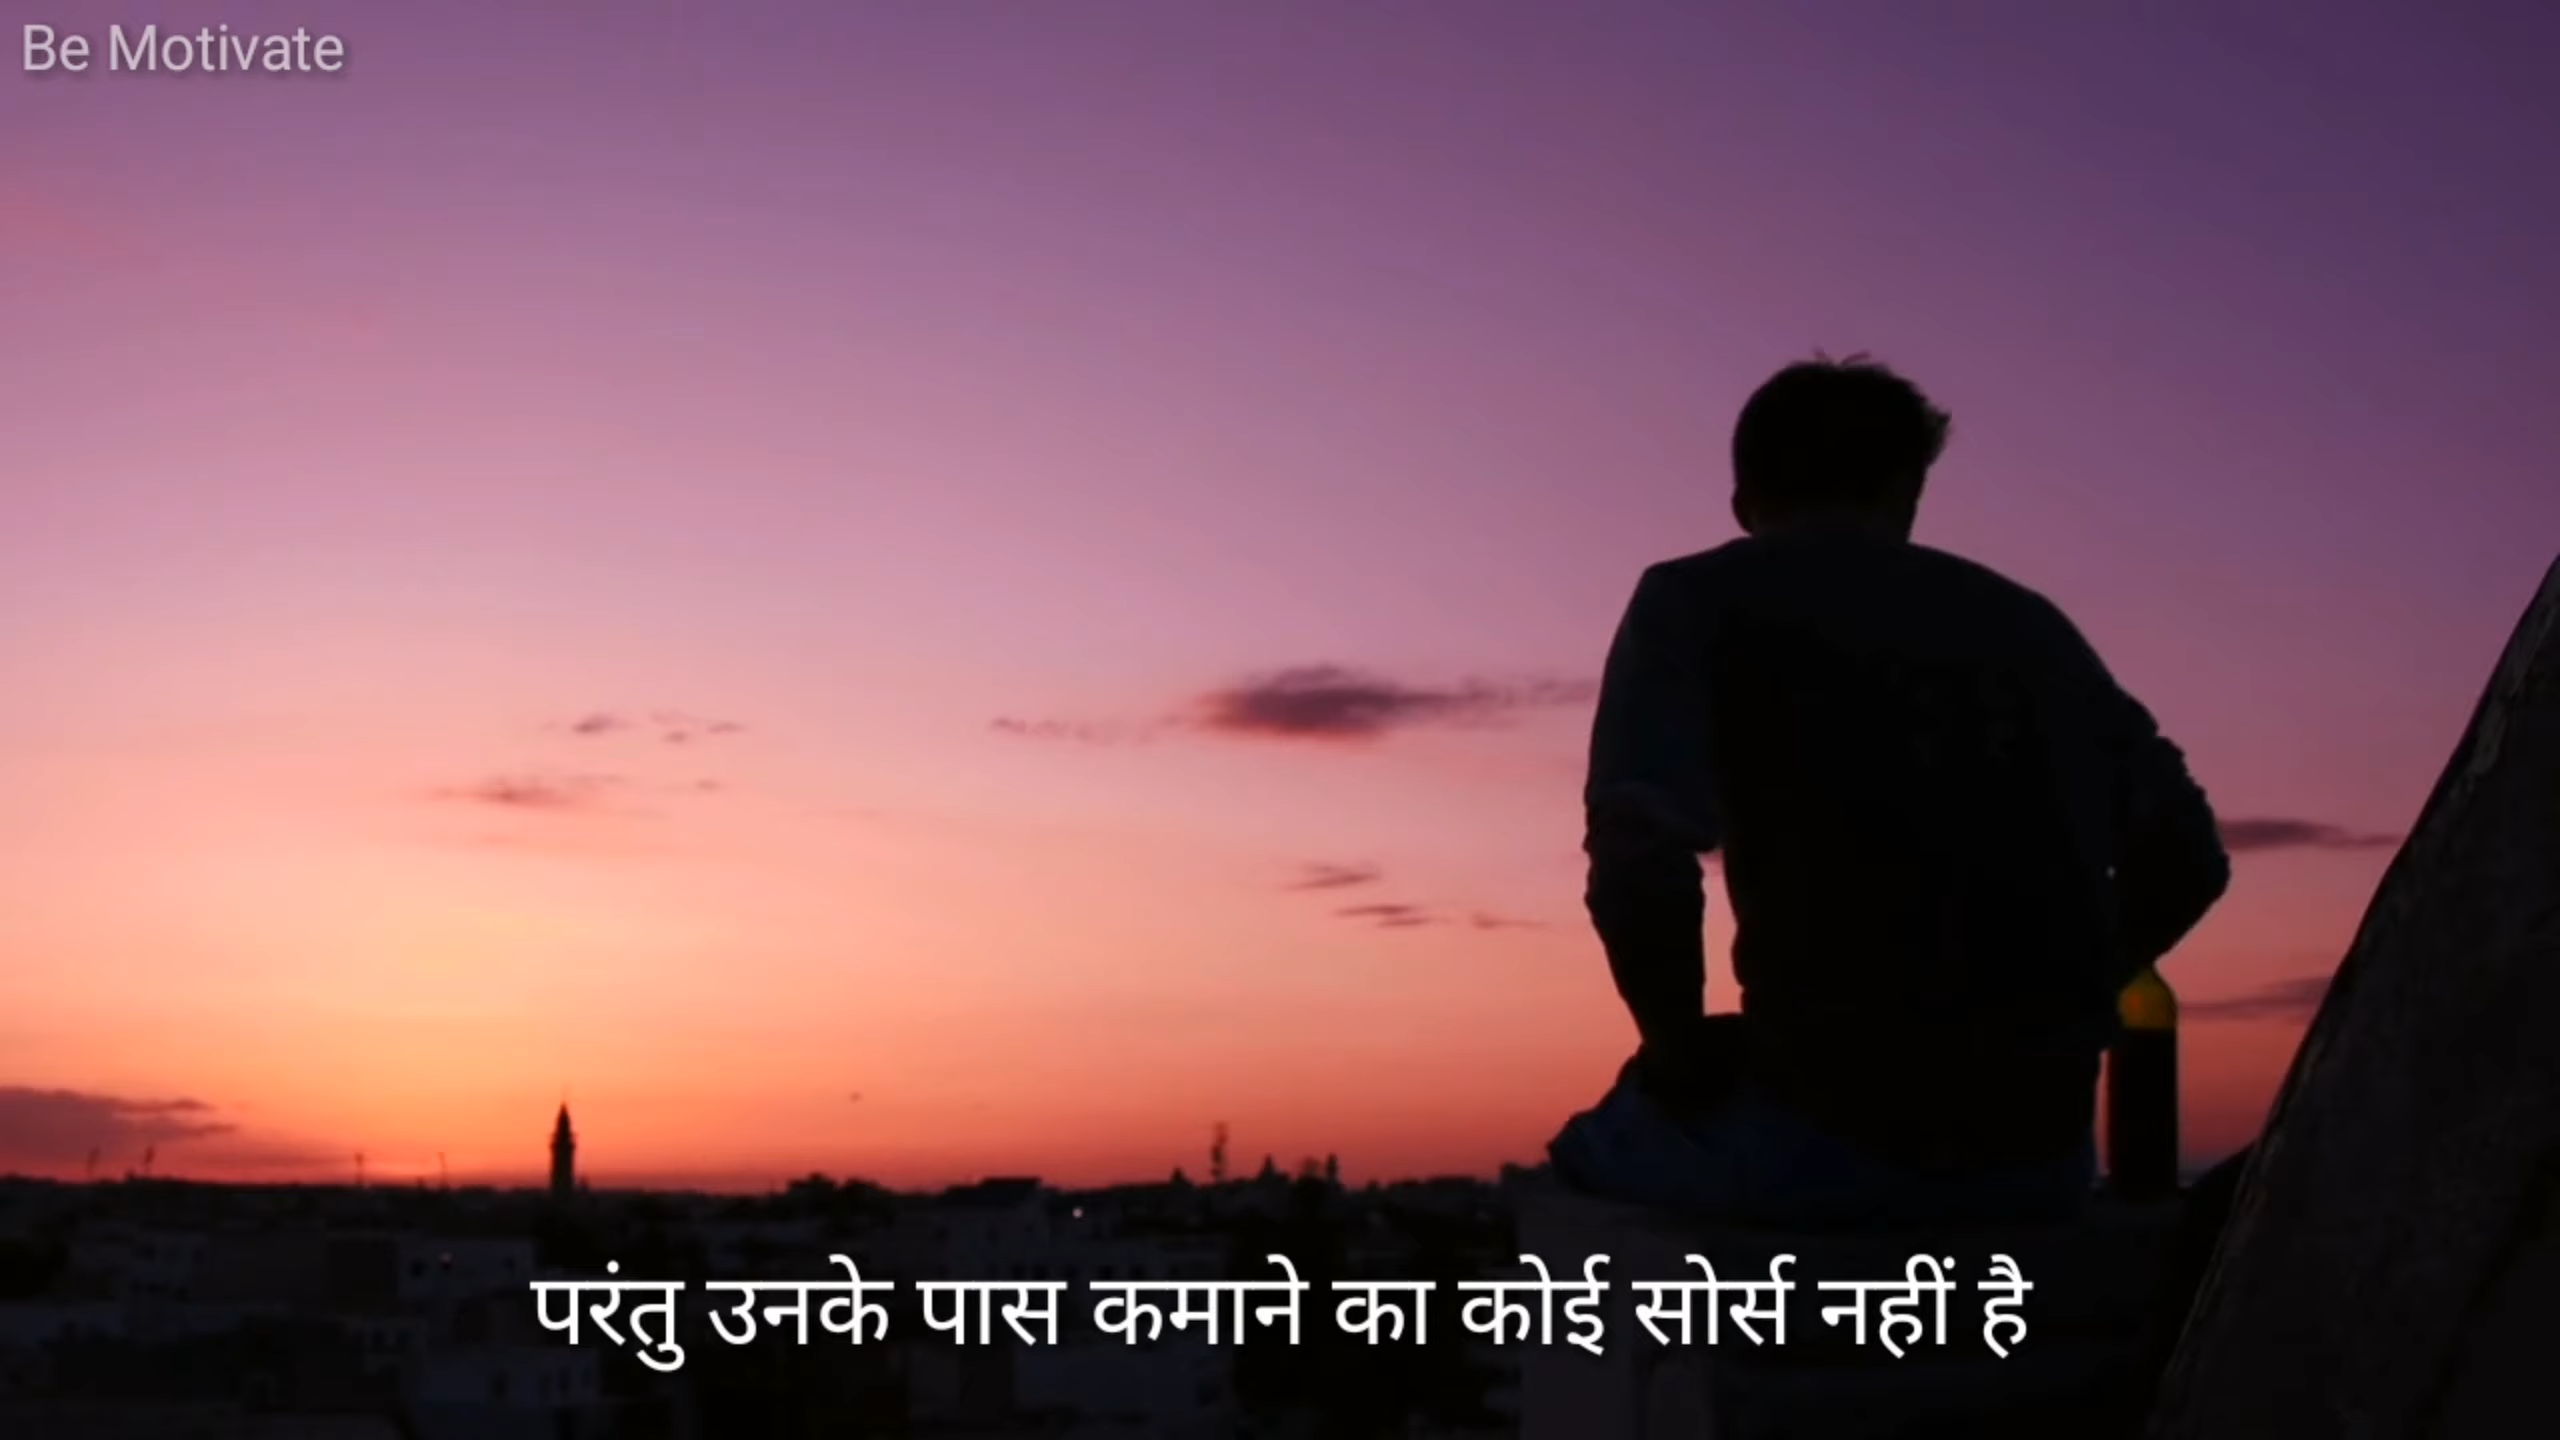 Be Motivate
परंतु उनके पास कमाने का कोई सोर्स नहीं है